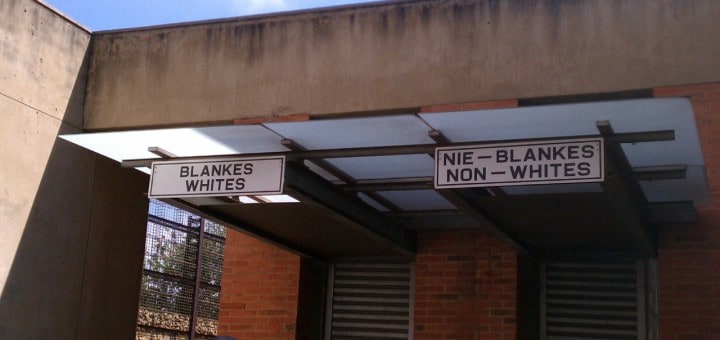 BLANKES
WHITES
NIE – BLANKES
NON – WHITES